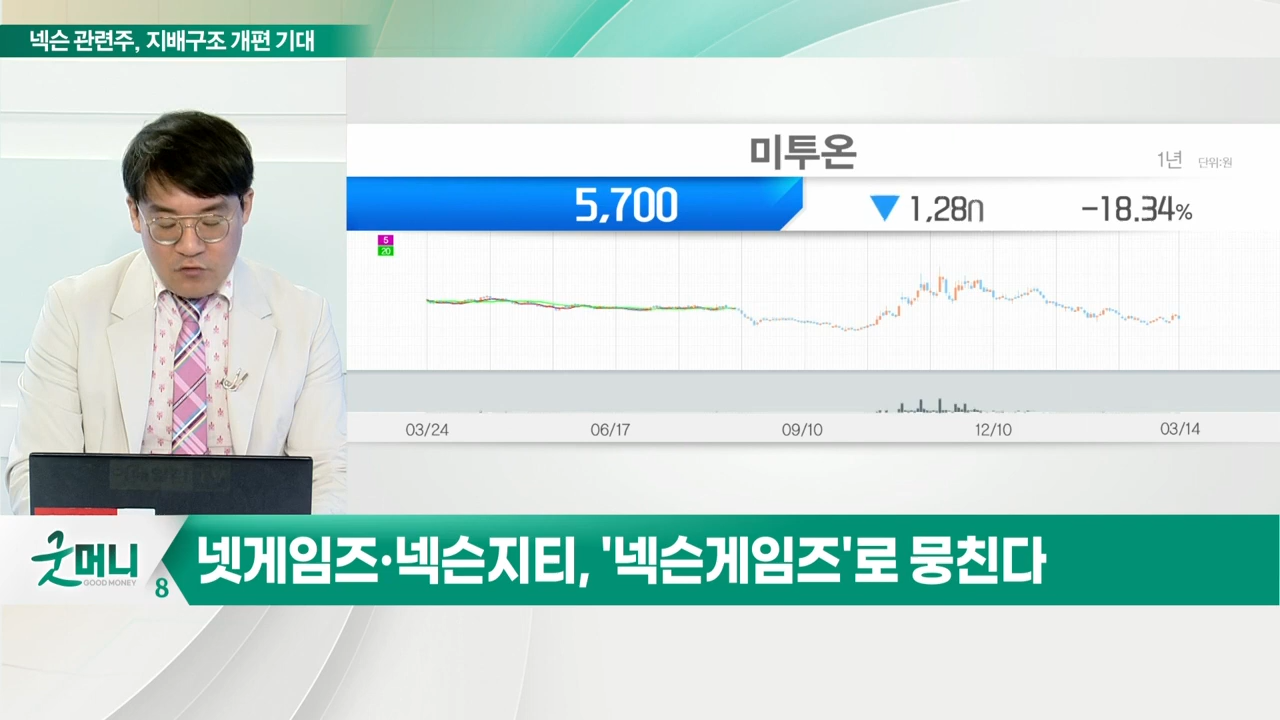 넥슨 관련주, 지배구조 개편 기대
미투온
1년 단위:원
5,700 ▼ 1,280 -18.34%
5
20
03/24 06/17 09/10 12/10 03/14
굿머니
GOOD MONEY
8
넷게임즈·넥슨지티, '넥슨게임즈'로 뭉친다